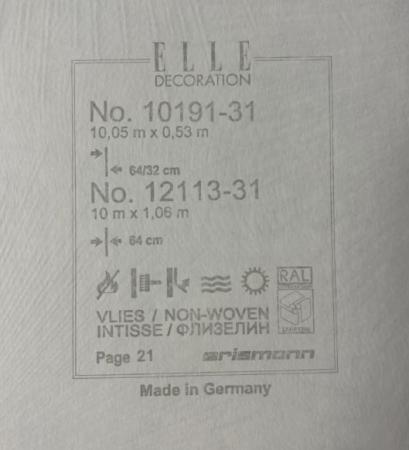 ELLE
DECORATION
No. 10191-31
10,05 m x 0,53 m
64/32 cm
No. 12113-31
10 m x 1,06 m
64 cm
RAL
VLIES / NON-WOVEN
INTISSE / ФЛИЗЕЛИН
Page 21 erismann
Made in Germany